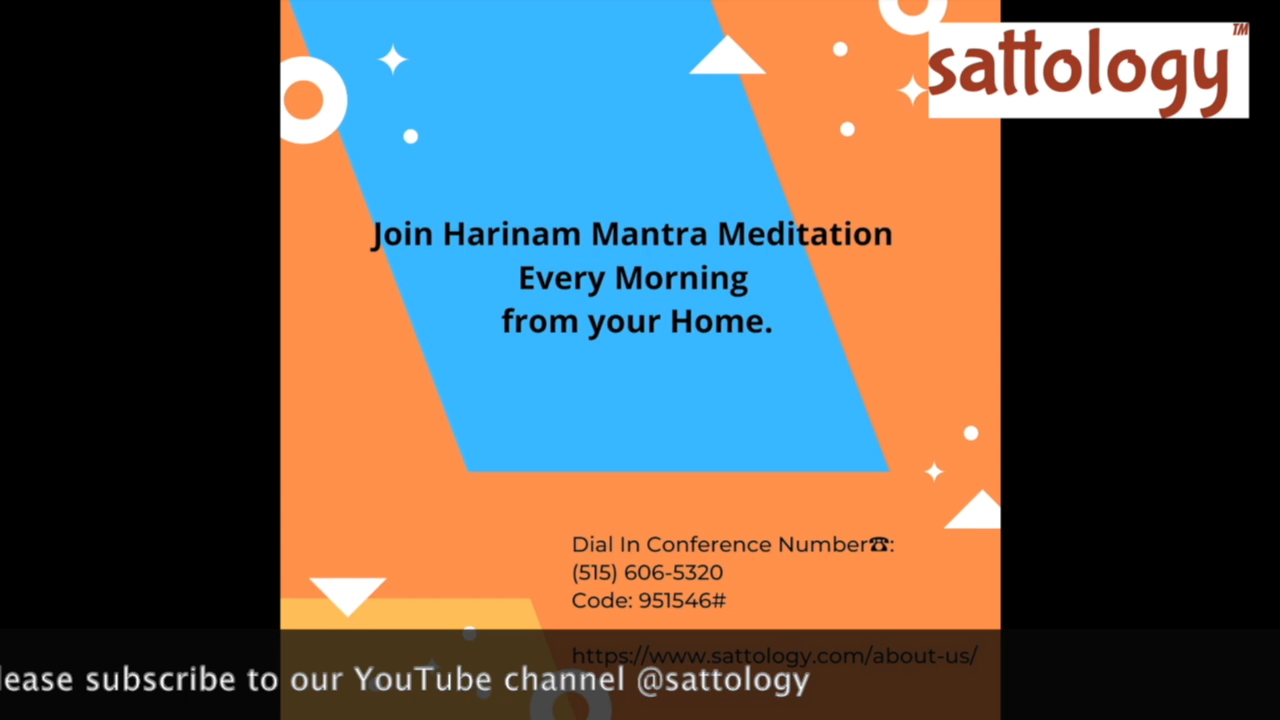 sattology™
Join Harinam Mantra Meditation
Every Morning
from your Home.
Dial In Conference Number☎:
(515) 606-5320
Code: 951546#
https://www.sattology.com/about-us/
lease subscribe to our YouTube channel @sattology